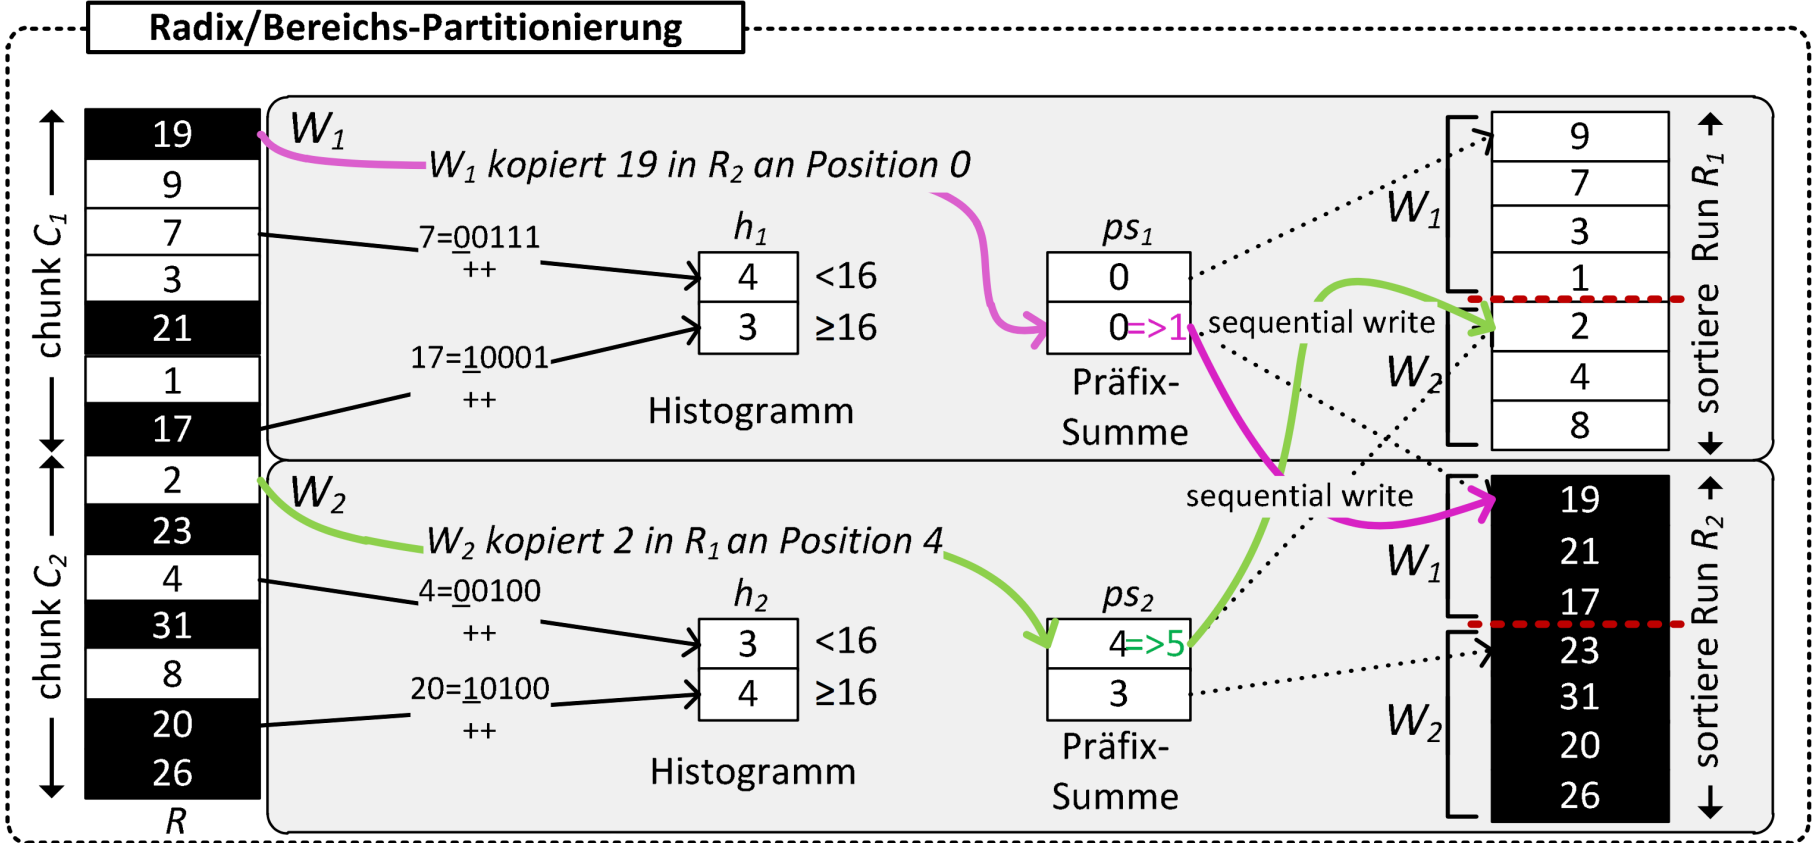 Radix/Bereichs-Partitionierung
← chunk C1 →
19
9
7
3
21
1
17
← chunk C2 →
2
23
4
31
8
20
26
R
W1
W1 kopiert 19 in R2 an Position 0
7=00111
++
17=10001
++
h1
4 <16
3 ≥16
Histogramm
ps1
0
0=>1
Präfix-
Summe
sequential write
W2
W2 kopiert 2 in R1 an Position 4
4=00100
++
20=10100
++
h2
3 <16
4 ≥16
Histogramm
ps2
4=>5
3
Präfix-
Summe
sequential write
W1
W2
9
7
3
1
2
4
8
← sortiere Run R1 →
W1
W2
19
21
17
23
31
20
26
← sortiere Run R2 →